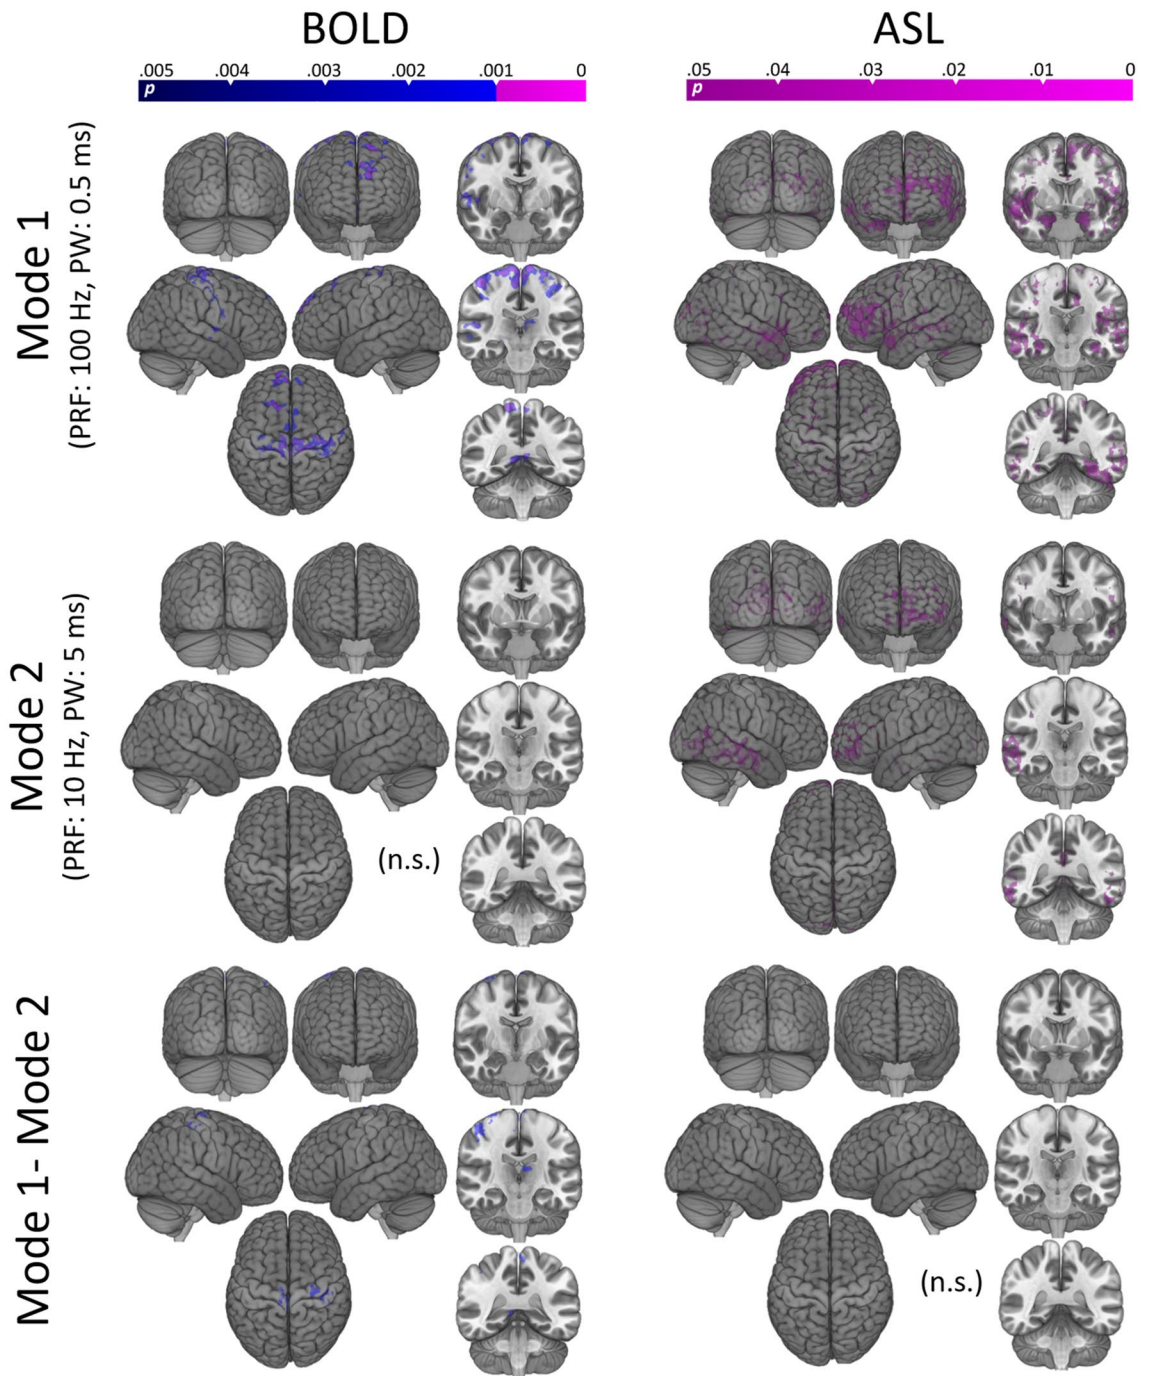 BOLD
ASL
.005 .004 .003 .002 .001 0
p
.05 .04 .03 .02 .01 0
p
Mode 1
(PRF: 100 Hz, PW: 0.5 ms)
Mode 2
(PRF: 10 Hz, PW: 5 ms)
(n.s.)
Mode 1- Mode 2
(n.s.)